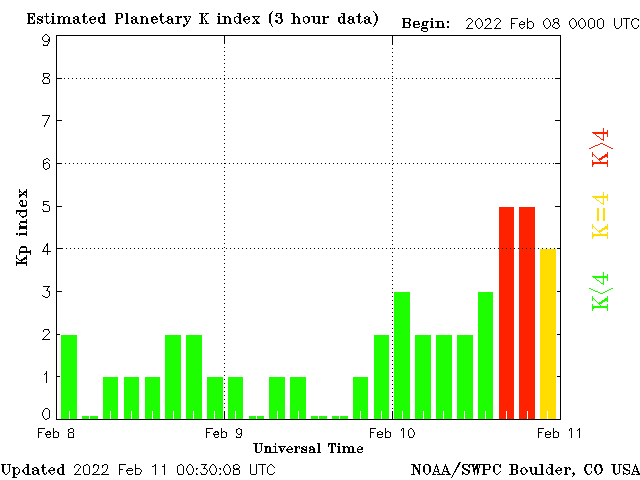 Estimated Planetary K index (3 hour data) Begin: 2022 Feb 08 0000 UTC
9
8
7
6
5
4
3
2
1
0
Kp index
K>4
K=4
K<4
Feb 8 Feb 9 Feb 10 Feb 11
Universal Time
Updated 2022 Feb 11 00:30:08 UTC NOAA/SWPC Boulder, CO USA